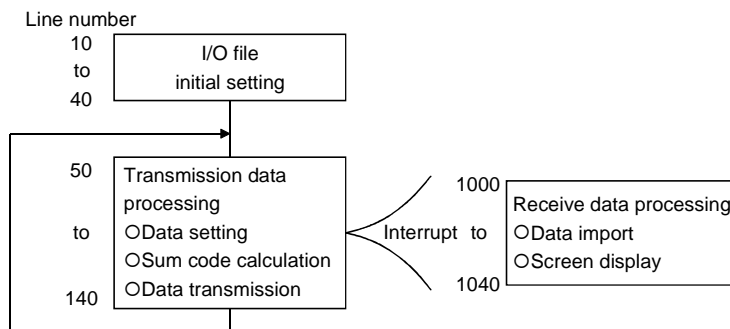 Line number
10
to
40
I/O file
initial setting
50
to
140
Transmission data
processing
○Data setting
○Sum code calculation
○Data transmission
Interrupt
1000
to
1040
Receive data processing
○Data import
○Screen display